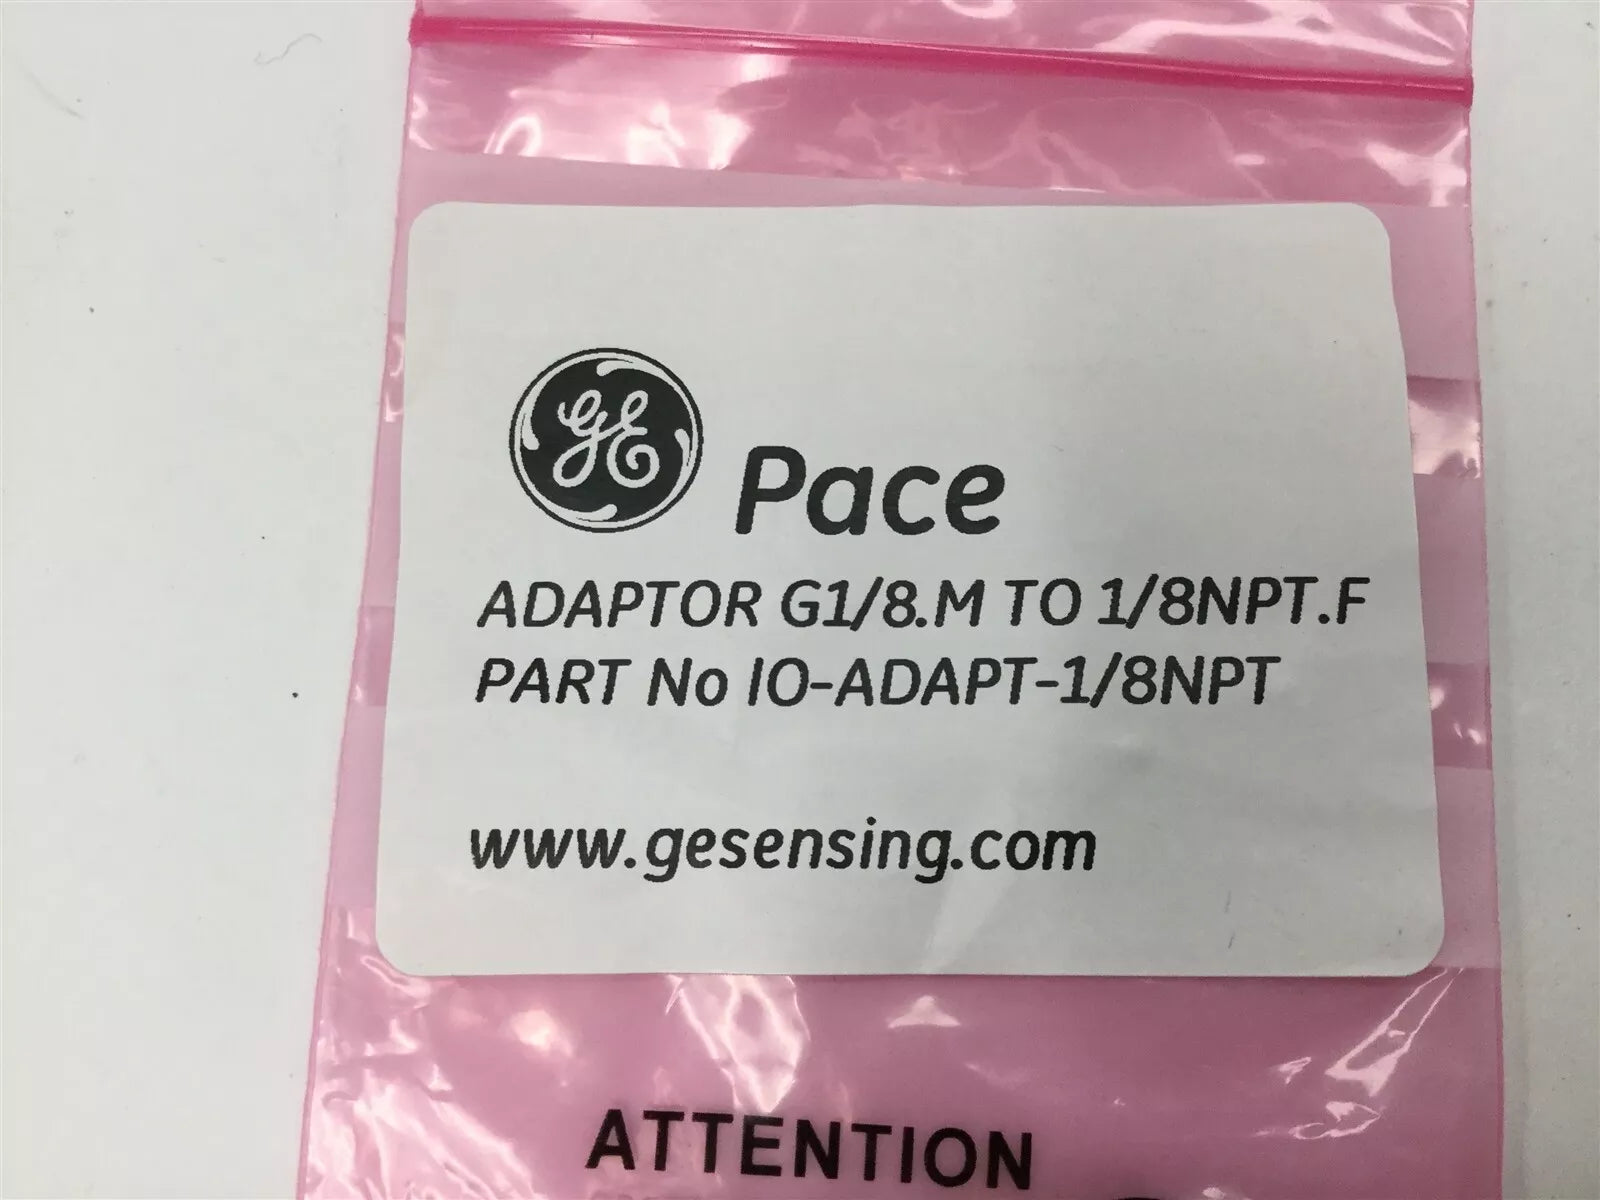 GE Pace
ADAPTOR G1/8.M TO 1/8NPT.F
PART No IO-ADAPT-1/8NPT
www.gesensing.com
ATTENTION